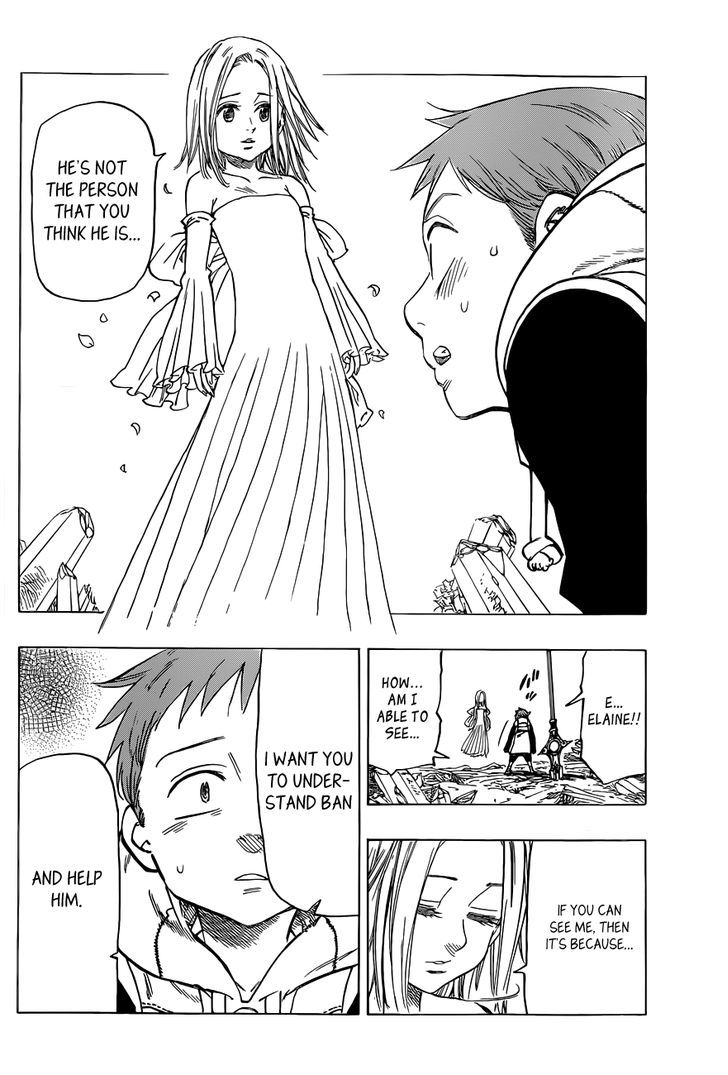 HE'S NOT
THE PERSON
THAT YOU
THINK HE IS...
E...
ELAINE!!
HOW...
AM I
ABLE TO
SEE...
IF YOU CAN
SEE ME, THEN
IT'S BECAUSE...
I WANT YOU
TO UNDER-
STAND BAN
AND HELP
HIM.